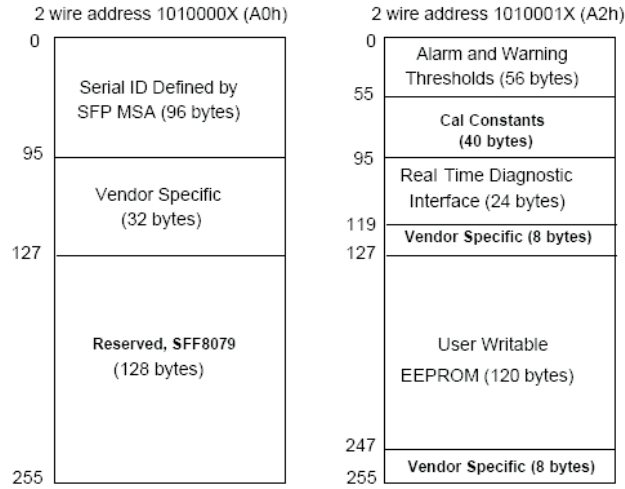 2 wire address 1010000X (A0h)
0
Serial ID Defined by
SFP MSA (96 bytes)
95
Vendor Specific
(32 bytes)
127
Reserved, SFF8079
(128 bytes)
255
2 wire address 1010001X (A2h)
0
Alarm and Warning
Thresholds (56 bytes)
55
Cal Constants
(40 bytes)
95
Real Time Diagnostic
Interface (24 bytes)
119
Vendor Specific (8 bytes)
127
User Writable
EEPROM (120 bytes)
247
Vendor Specific (8 bytes)
255